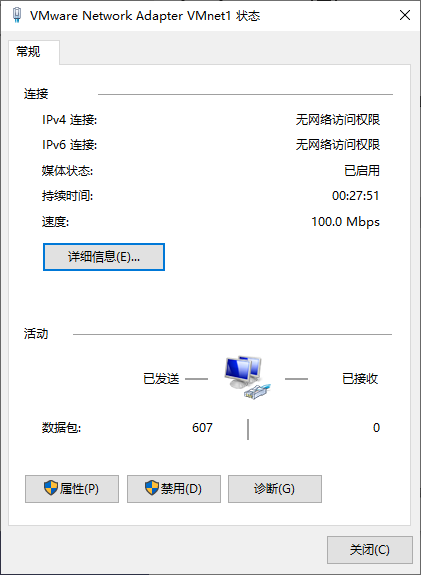 VMware Network Adapter VMnet1 状态
常规
连接
IPv4 连接: 无网络访问权限
IPv6 连接: 无网络访问权限
媒体状态: 已启用
持续时间: 00:27:51
速度: 100.0 Mbps
详细信息(E)...
活动
已发送 — — 已接收
数据包: 607 0
属性(P) 禁用(D) 诊断(G)
关闭(C)